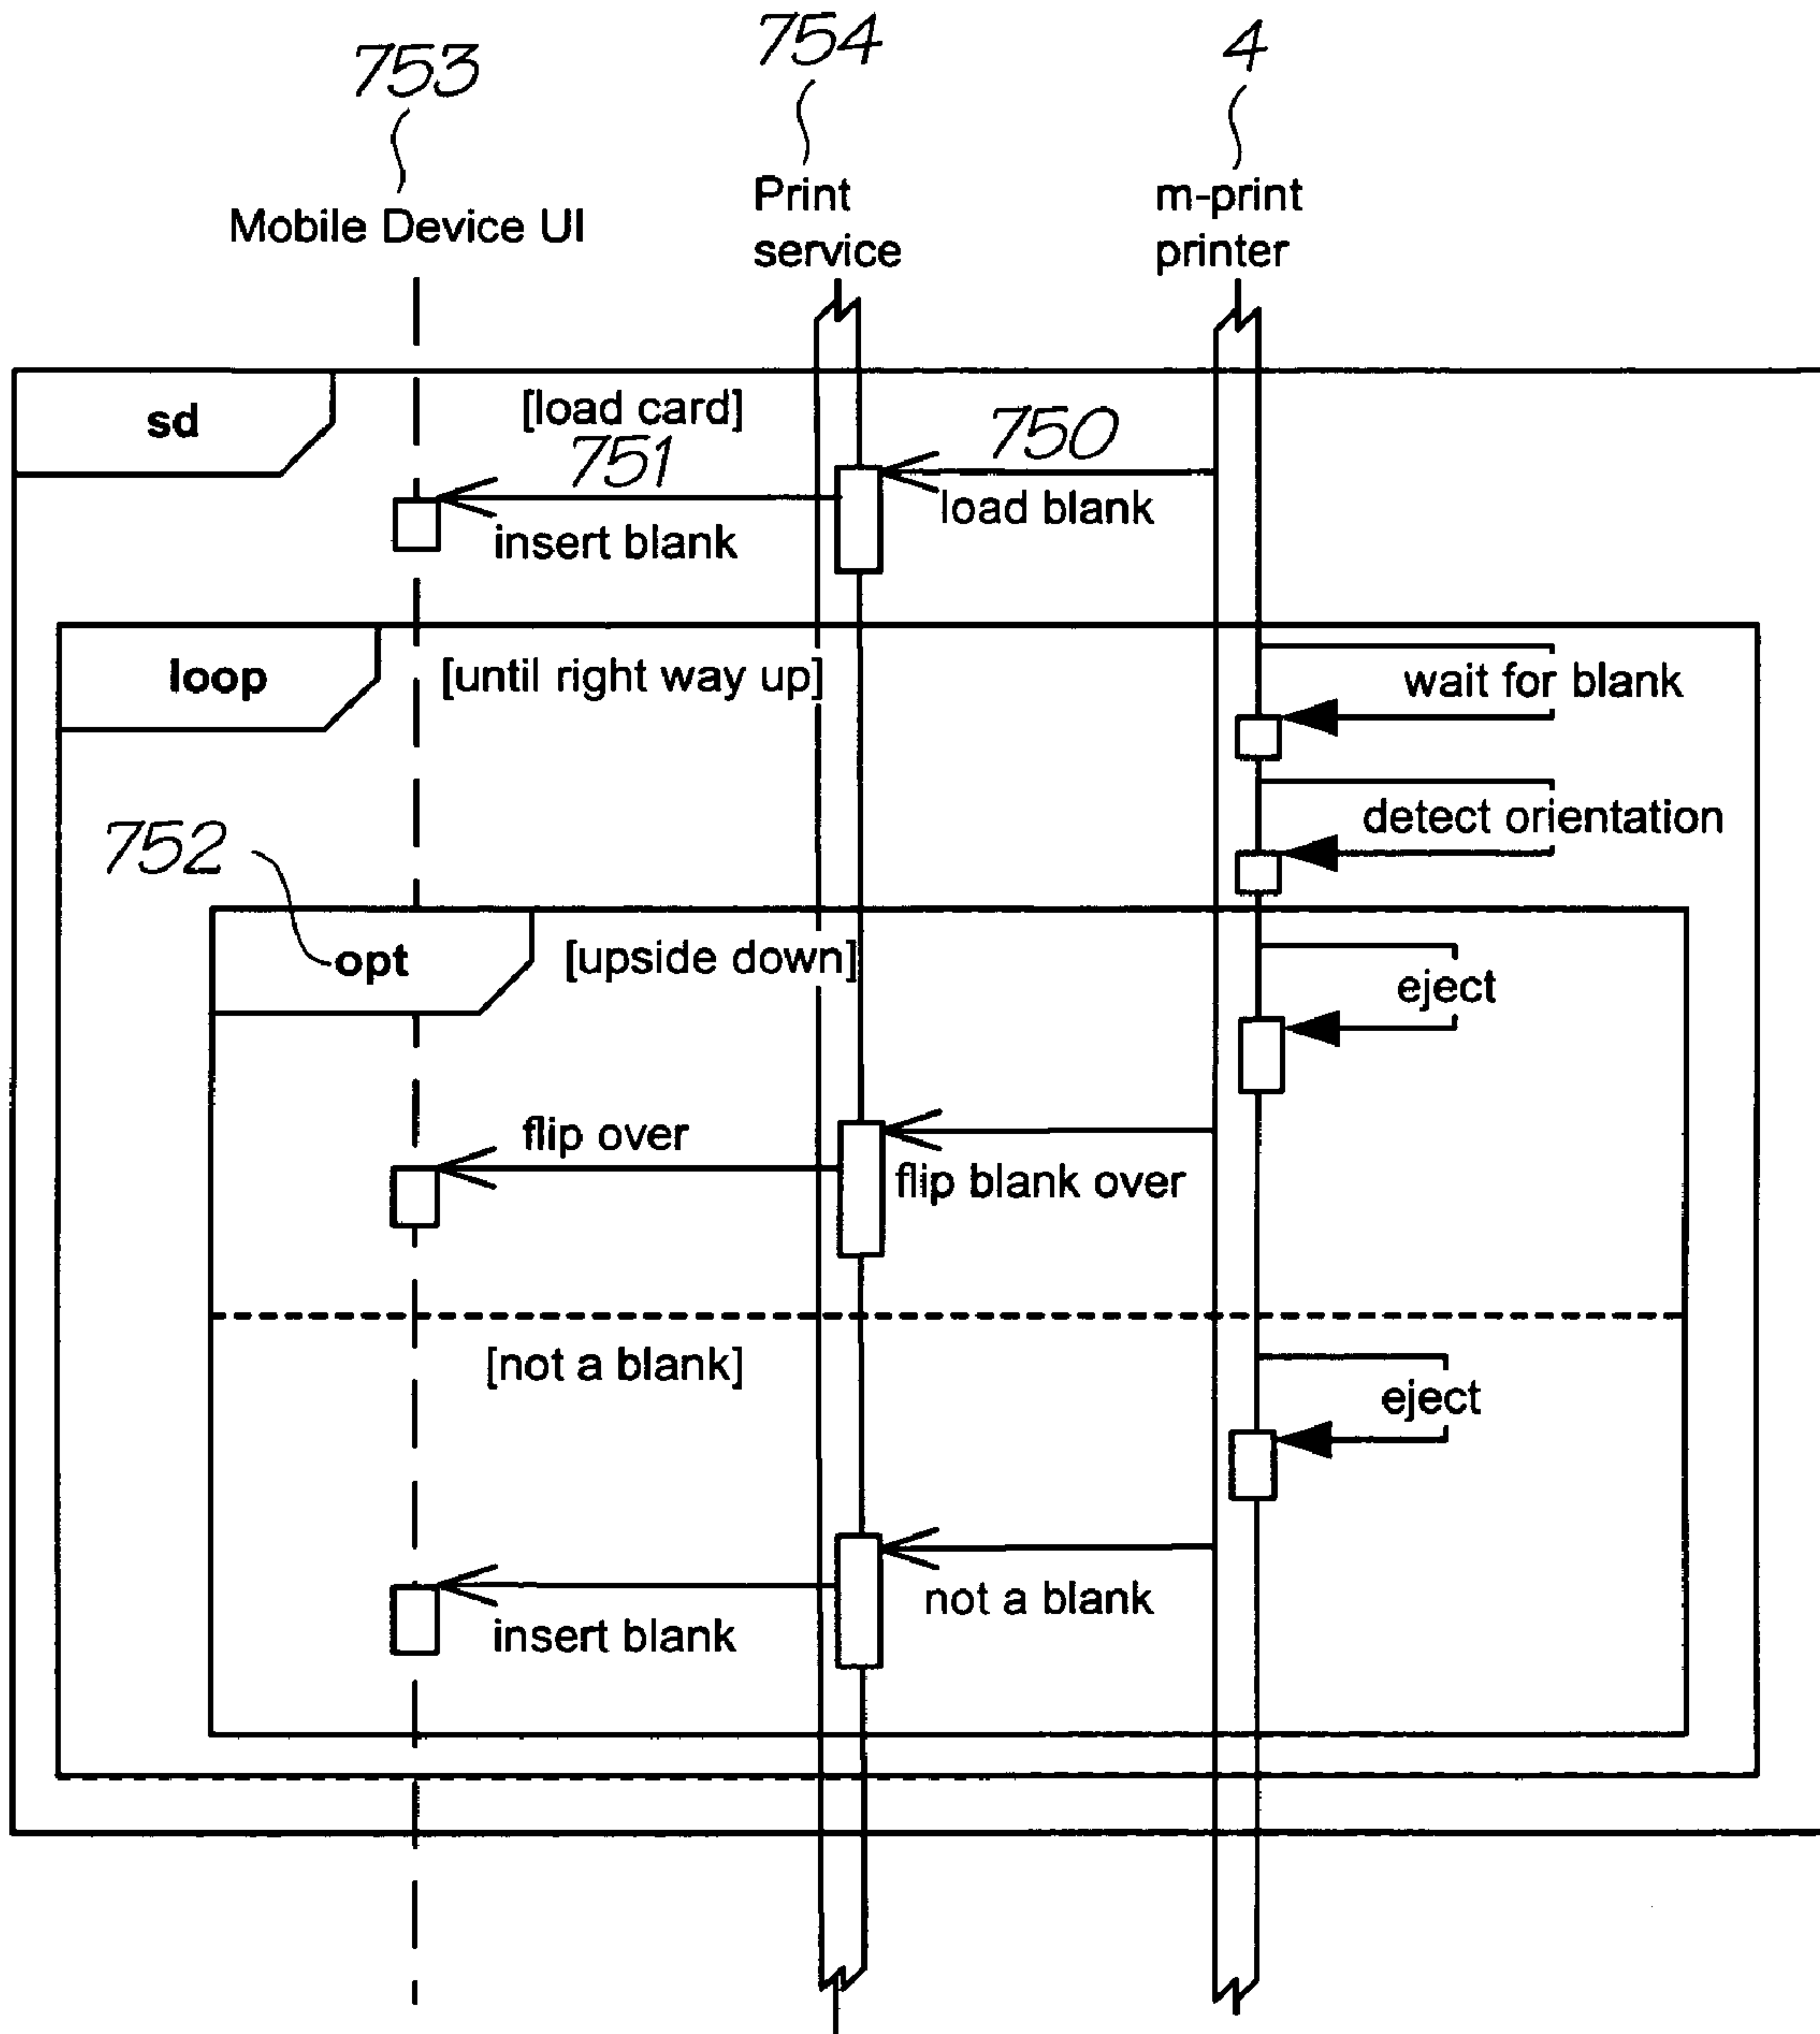 753
754
4
Mobile Device UI
Print
service
m-print
printer
sd
[load card]
751
750
insert blank
load blank
loop
[until right way up]
wait for blank
detect orientation
752
opt
[upside down]
eject
flip over
flip blank over
[not a blank]
eject
not a blank
insert blank